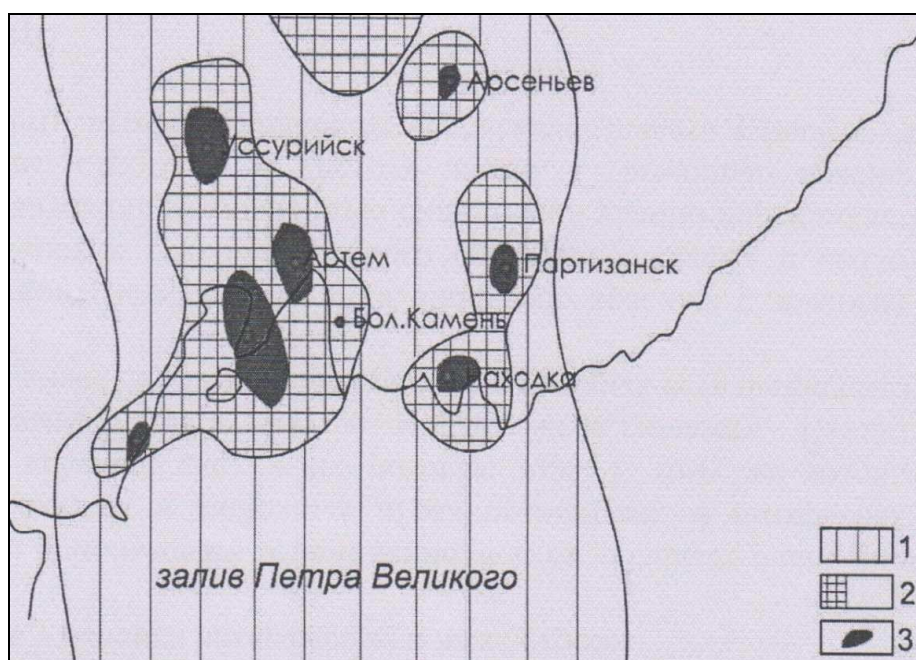 Арсеньев
Уссурийск
Артем
Партизанск
Бол.Камень
Находка
залив Петра Великого
1
2
3